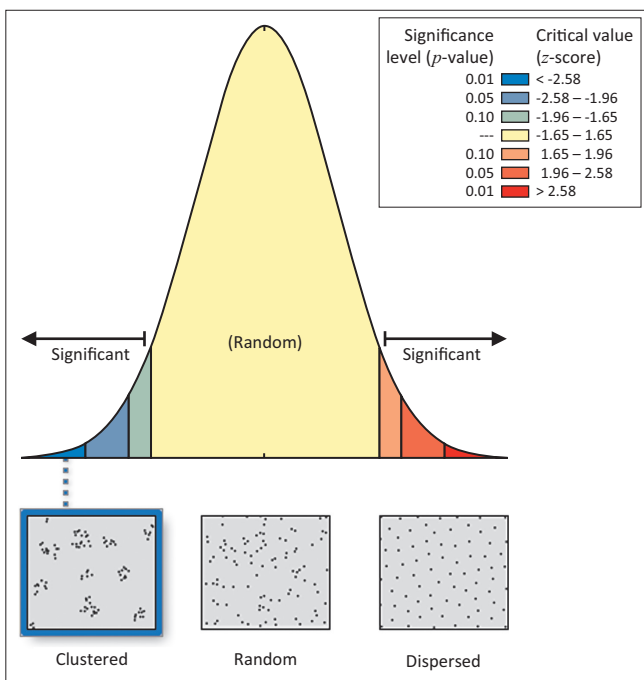 Significance Critical value
level (p-value) (z-score)
0.01 < -2.58
0.05 -2.58 – -1.96
0.10 -1.96 – -1.65
--- -1.65 – 1.65
0.10 1.65 – 1.96
0.05 1.96 – 2.58
0.01 > 2.58
Significant (Random) Significant
Clustered Random Dispersed